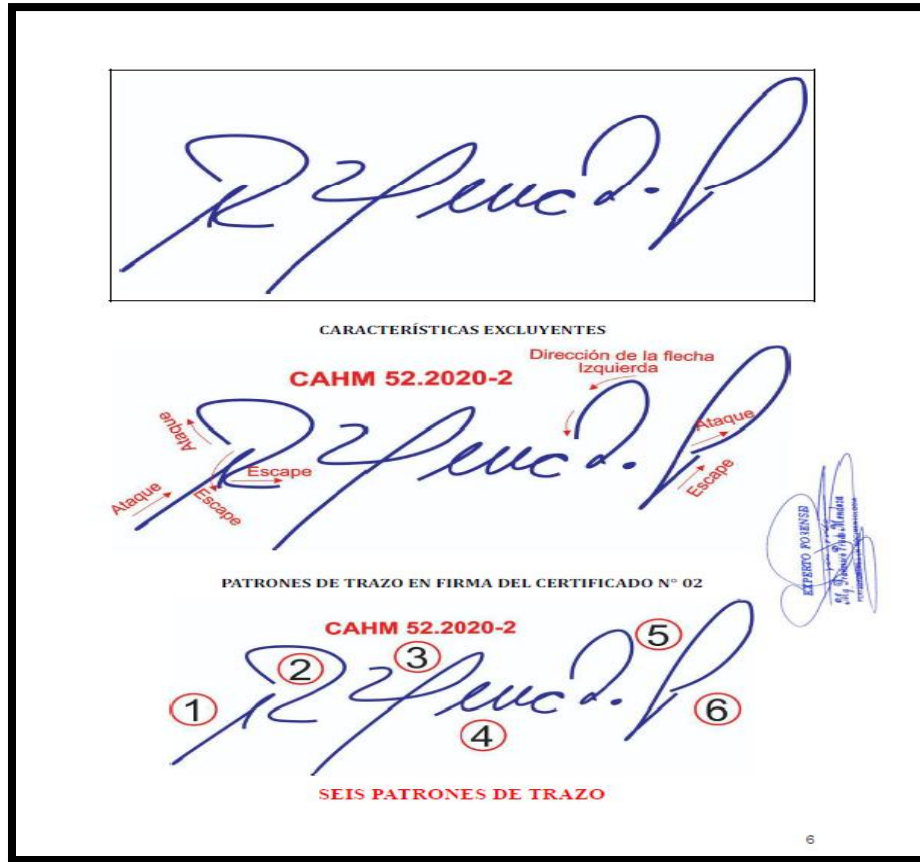 CARACTERÍSTICAS EXCLUYENTES
CAHM 52.2020-2
Dirección de la flecha
Izquierda
Ataque
Ataque
Escape
Escape
Ataque
Escape
EXPERTO FORENSE
PATRONES DE TRAZO EN FIRMA DEL CERTIFICADO N° 02
CAHM 52.2020-2
1
2
3
4
5
6
SEIS PATRONES DE TRAZO
6